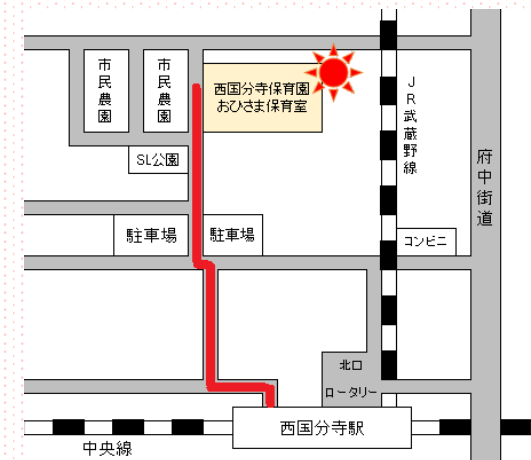 市民農園
市民農園
西国分寺保育園
おひさま保育室
JR武蔵野線
府中街道
SL公園
駐車場
駐車場
コンビニ
北口
ロータリー
西国分寺駅
中央線